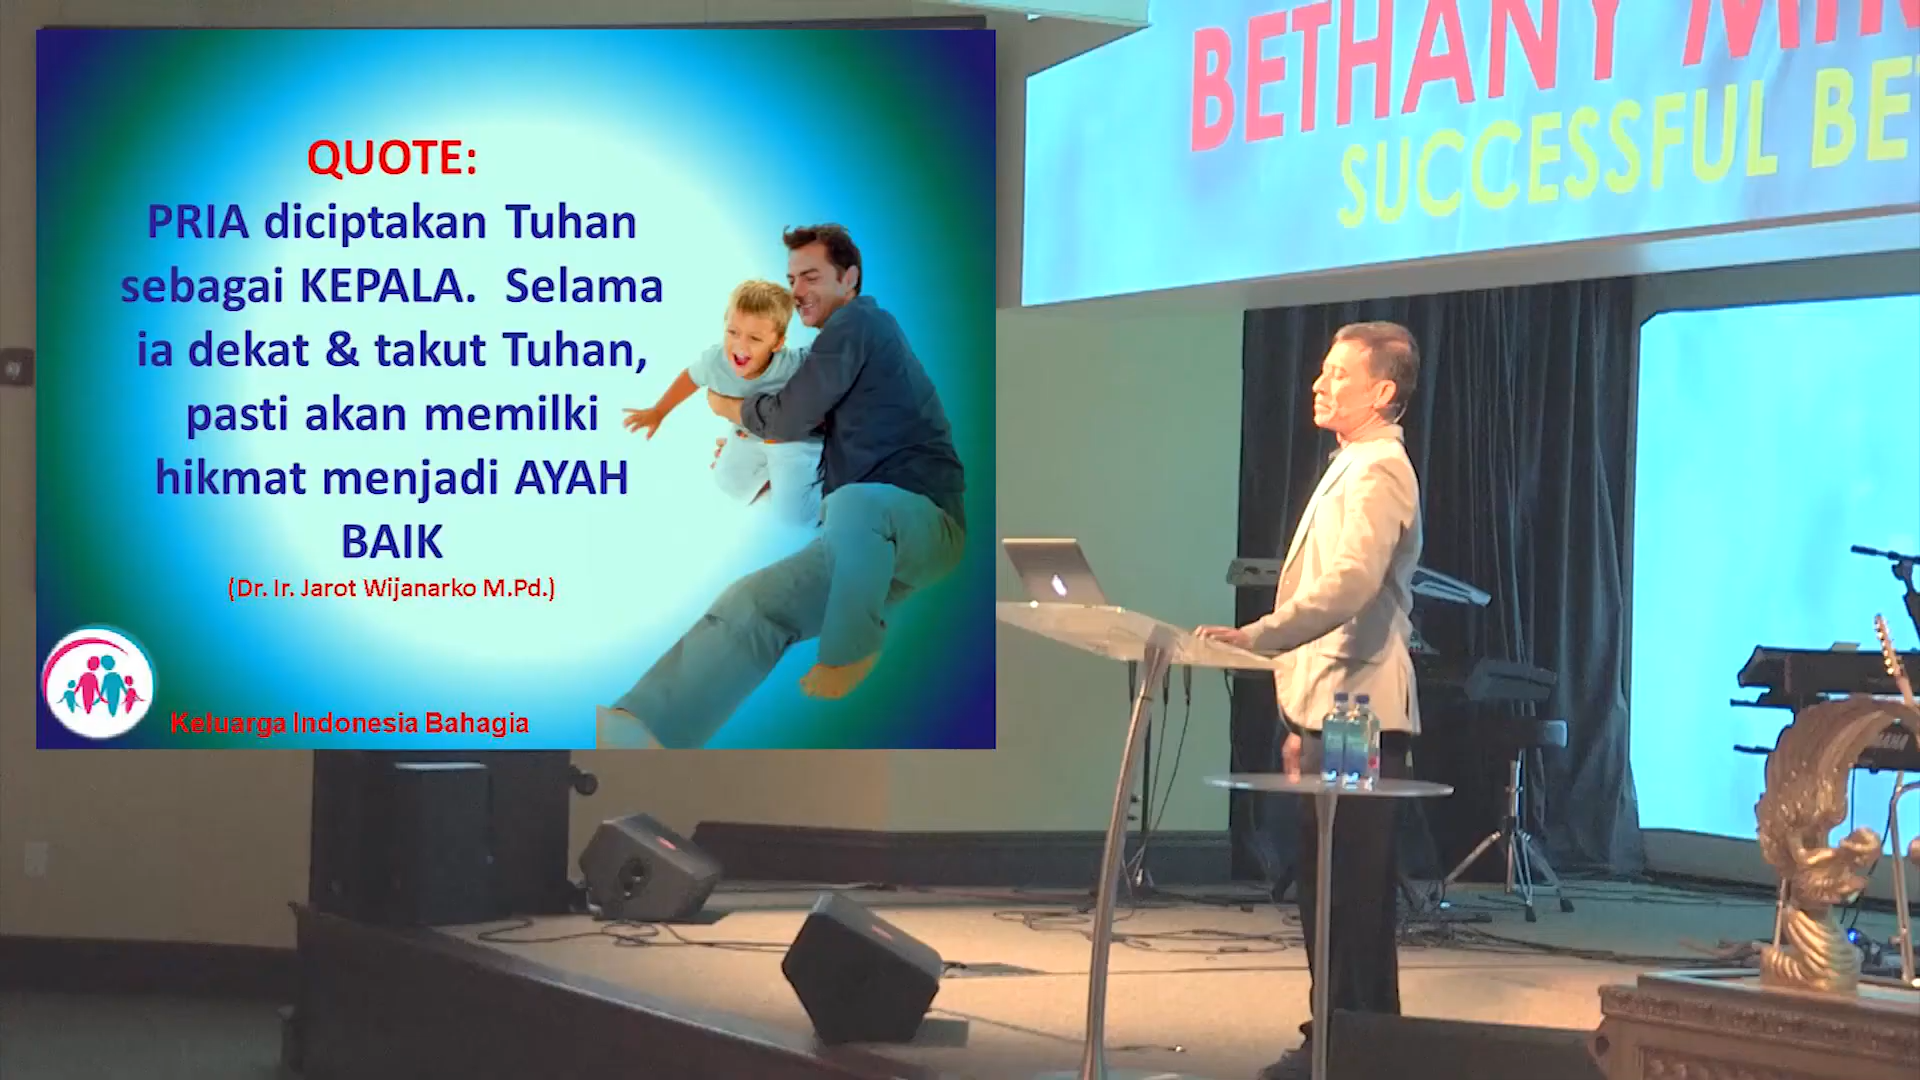 QUOTE:
PRIA diciptakan Tuhan
sebagai KEPALA. Selama
ia dekat & takut Tuhan,
pasti akan memilki
hikmat menjadi AYAH
BAIK
(Dr. Ir. Jarot Wijanarko M.Pd.)
Keluarga Indonesia Bahagia
BETHANY
SUCCESSFUL
YAMAHA